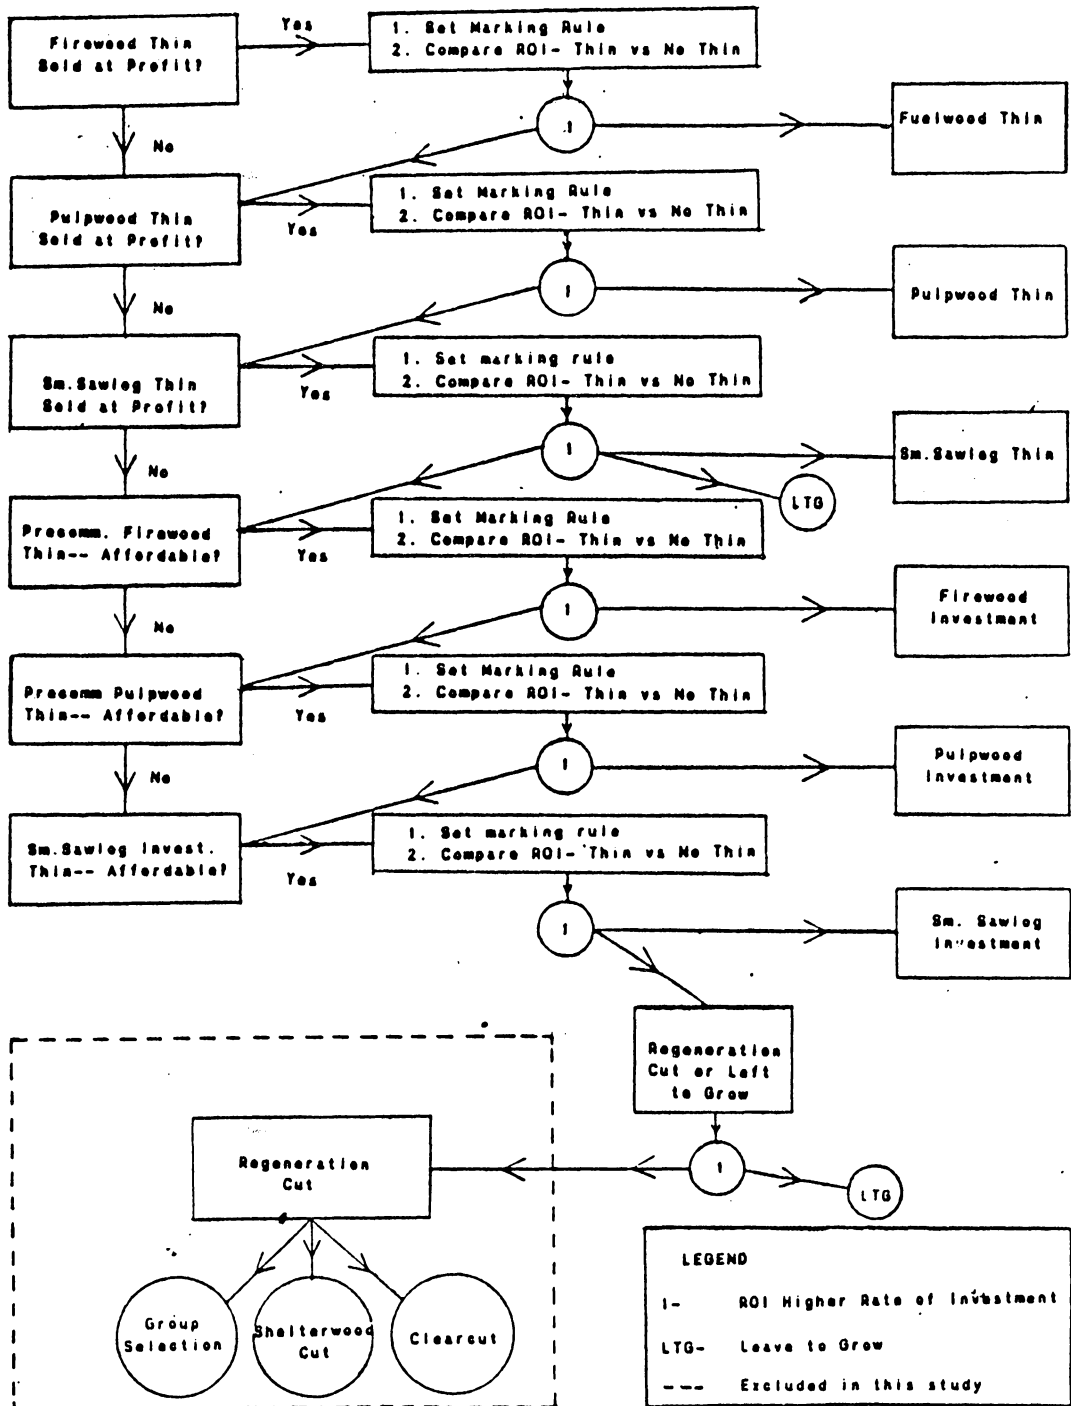 Firewood Thin
Sold at Profit?
Yes
1. Set Marking Rule
2. Compare ROI- Thin vs No Thin
1
Fuelwood Thin
No
Pulpwood Thin
Sold at Profit?
Yes
1. Set Marking Rule
2. Compare ROI- Thin vs No Thin
1
Pulpwood Thin
No
Sm.Sawlog Thin
Sold at Profit?
Yes
1. Set marking rule
2. Compare ROI- Thin vs No Thin
1
Sm.Sawlog Thin
LTG
No
Precomm. Firewood
Thin-- Affordable?
Yes
1. Set Marking Rule
2. Compare ROI- Thin vs No Thin
1
Firewood
Investment
No
Precomm Pulpwood
Thin-- Affordable?
Yes
1. Set Marking Rule
2. Compare ROI- Thin vs No Thin
1
Pulpwood
Investment
No
Sm.Sawlog Invest.
Thin-- Affordable?
Yes
1. Set marking rule
2. Compare ROI- Thin vs No Thin
1
Sm. Sawlog
Investment
Regeneration
Cut or Left
to Grow
1
LTG
Regeneration
Cut
Group
Selection
Shelterwood
Cut
Clearcut
LEGEND
1- ROI Higher Rate of Investment
LTG- Leave to Grow
--- Excluded in this study